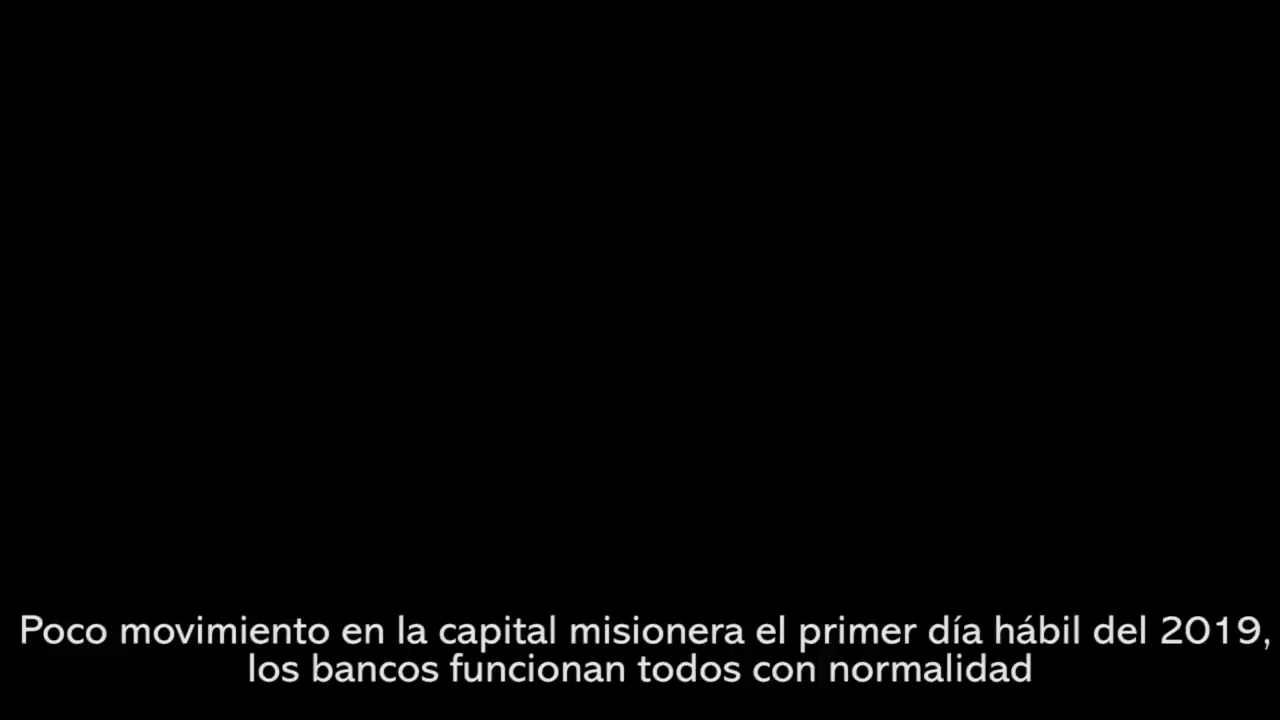 Poco movimiento en la capital misionera el primer día hábil del 2019,
los bancos funcionan todos con normalidad